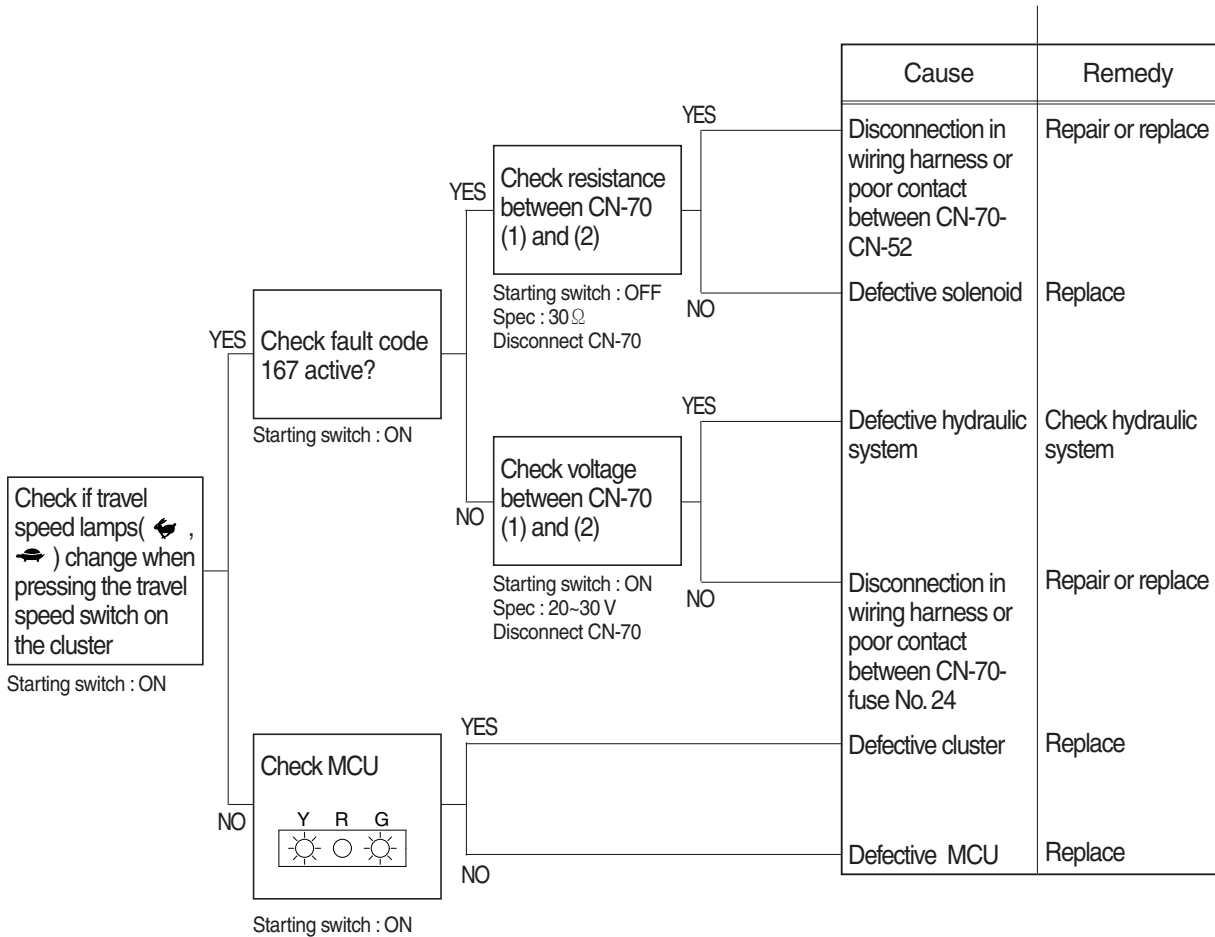 Cause
Remedy
YES
Disconnection in
wiring harness or
poor contact
between CN-70-
CN-52
Repair or replace
YES
Check resistance
between CN-70
(1) and (2)
Starting switch : OFF
Spec : 30Ω
Disconnect CN-70
NO
Defective solenoid
Replace
YES
Check fault code
167 active?
Starting switch : ON
YES
Defective hydraulic
system
Check hydraulic
system
NO
Check voltage
between CN-70
(1) and (2)
Starting switch : ON
Spec : 20~30 V
Disconnect CN-70
NO
Disconnection in
wiring harness or
poor contact
between CN-70-
fuse No. 24
Repair or replace
Check if travel
speed lamps( ,
) change when
pressing the travel
speed switch on
the cluster
Starting switch : ON
NO
Check MCU
Y R G
Starting switch : ON
YES
Defective cluster
Replace
NO
Defective MCU
Replace